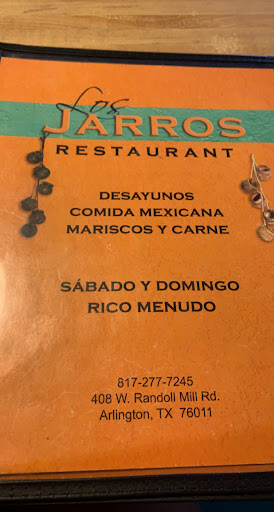 Los
JARROS
RESTAURANT
DESAYUNOS
COMIDA MEXICANA
MARISCOS Y CARNE
SÁBADO Y DOMINGO
RICO MENUDO
817-277-7245
408 W. Randoll Mill Rd.
Arlington, TX 76011